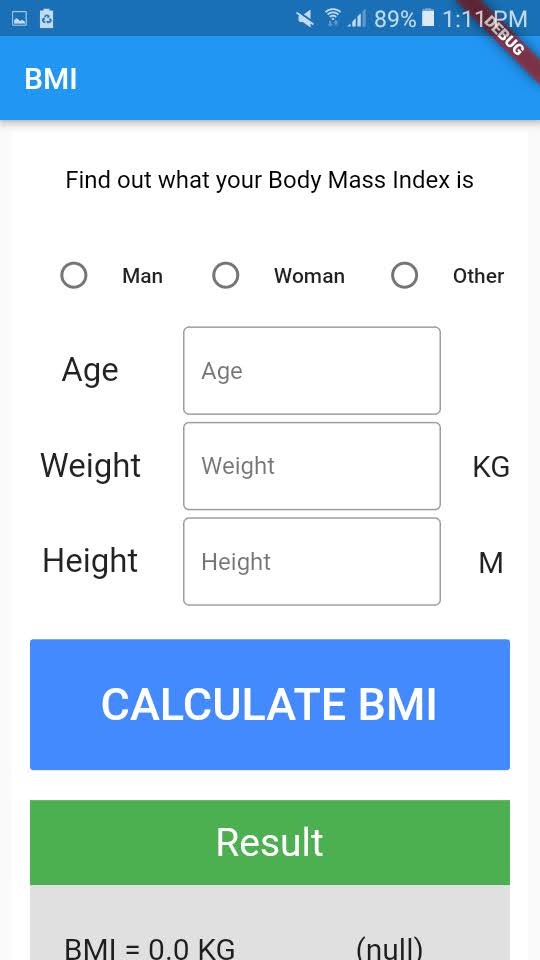 89% 1:11 PM
DEBUG
BMI
Find out what your Body Mass Index is
Man Woman Other
Age Age
Weight Weight KG
Height Height M
CALCULATE BMI
Result
BMI = 0.0 KG (null)